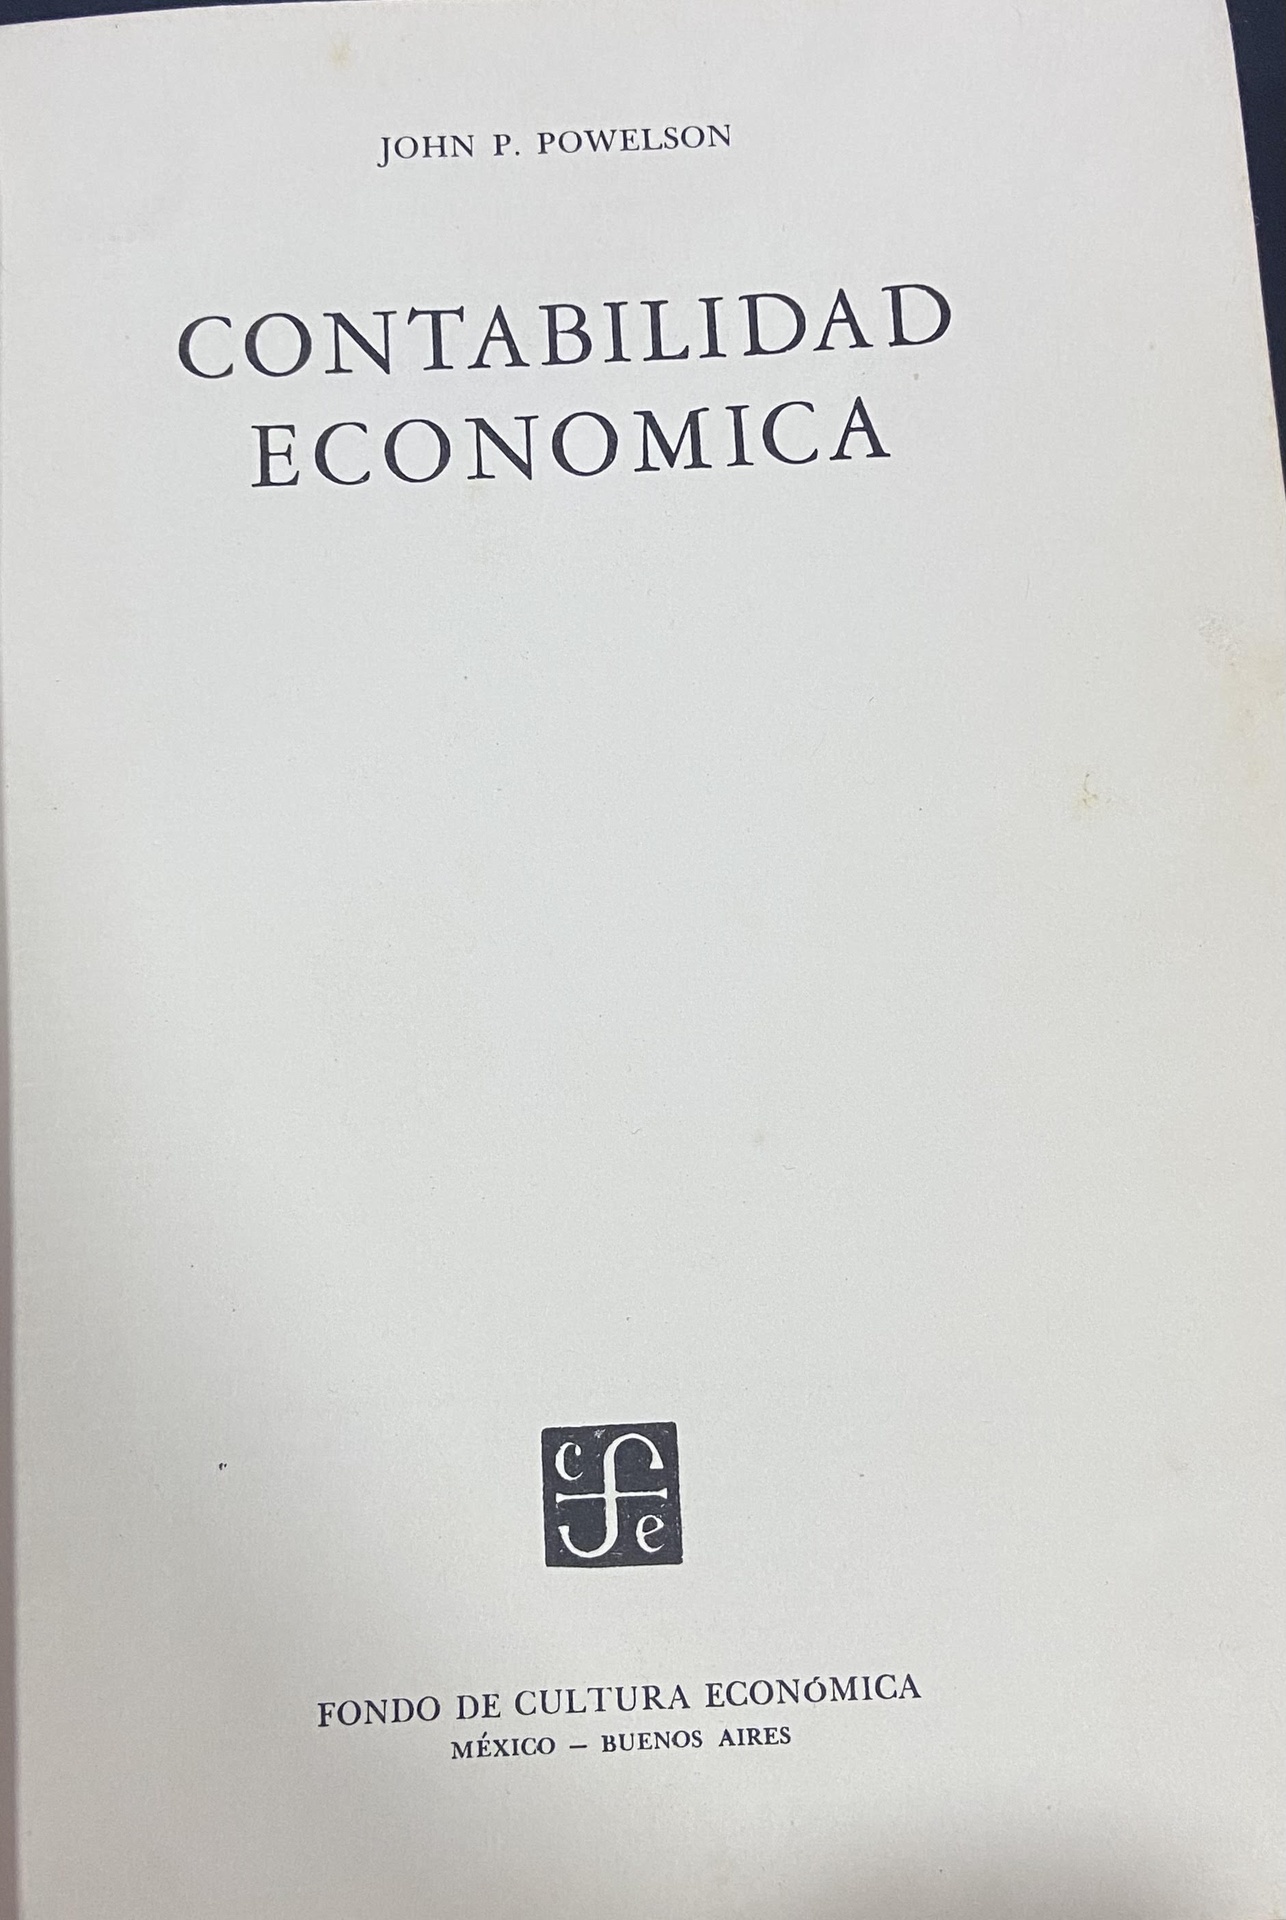 JOHN P. POWELSON
CONTABILIDAD
ECONOMICA
c f e
FONDO DE CULTURA ECONÓMICA
MÉXICO — BUENOS AIRES